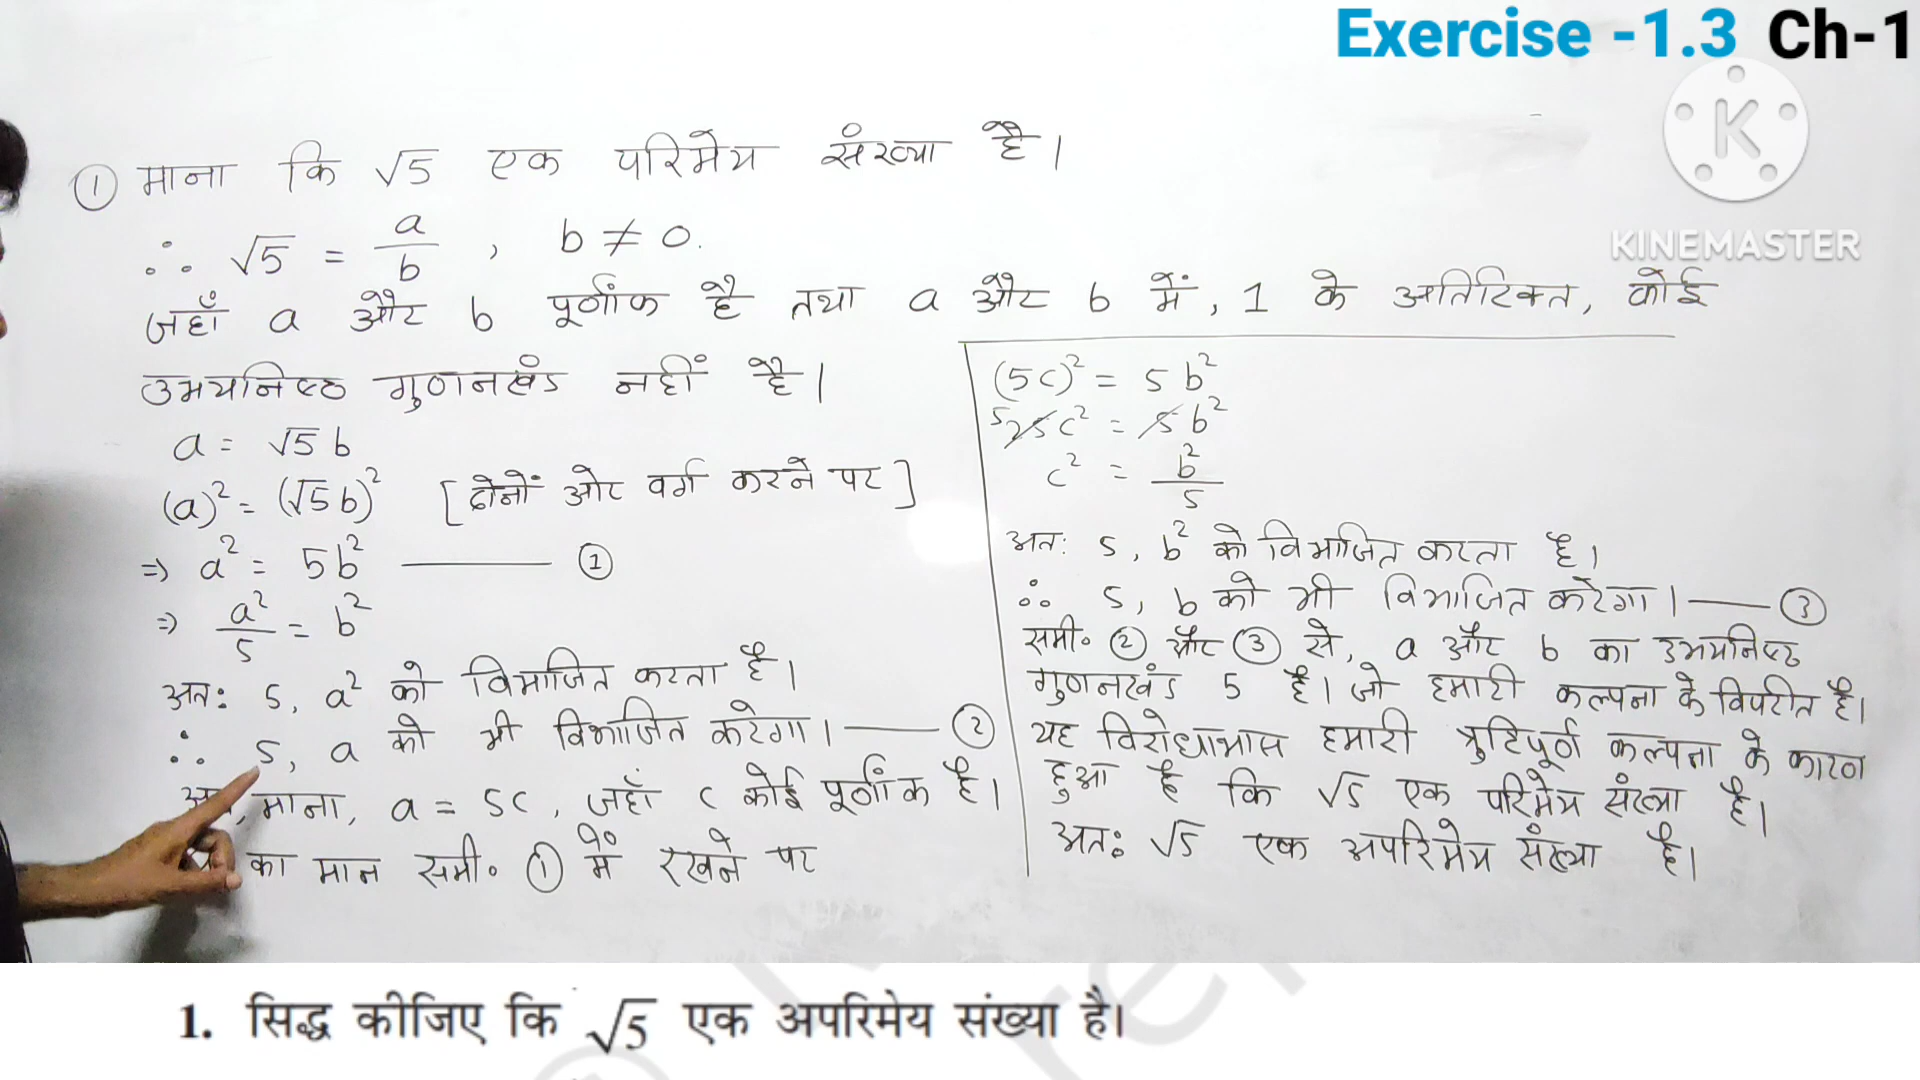 Exercise -1.3 Ch-1
K
KINEMASTER
① माना कि √5 एक परिमेय संख्या है।
∴ √5 = a/b , b ≠ 0.
जहाँ a और b पूर्णांक है तथा a और b में, 1 के अतिरिक्त, कोई
उभयनिष्ठ गुणनखंड नहीं है।
a = √5 b
(a)² = (√5 b)² [दोनों ओर वर्ग करने पर]
⇒ a² = 5b² —— ①
⇒ a²/5 = b²
अतः 5, a² को विभाजित करता है।
∴ 5, a को भी विभाजित करेगा। —— ②
माना, a = 5c, जहाँ c कोई पूर्णांक है।
का मान समी॰ ① में रखने पर
(5c)² = 5b²
5 25c² = 5b²
c² = b²/5
अतः 5, b² को विभाजित करता है।
∴ 5, b को भी विभाजित करेगा। —— ③
समी॰ ② और ③ से, a और b का उभयनिष्ठ
गुणनखंड 5 है। जो हमारी कल्पना के विपरीत है।
यह विरोधाभास हमारी त्रुटिपूर्ण कल्पना के कारण
हुआ है कि √5 एक परिमेय संख्या है।
अतः √5 एक अपरिमेय संख्या है।
1. सिद्ध कीजिए कि √5 एक अपरिमेय संख्या है।